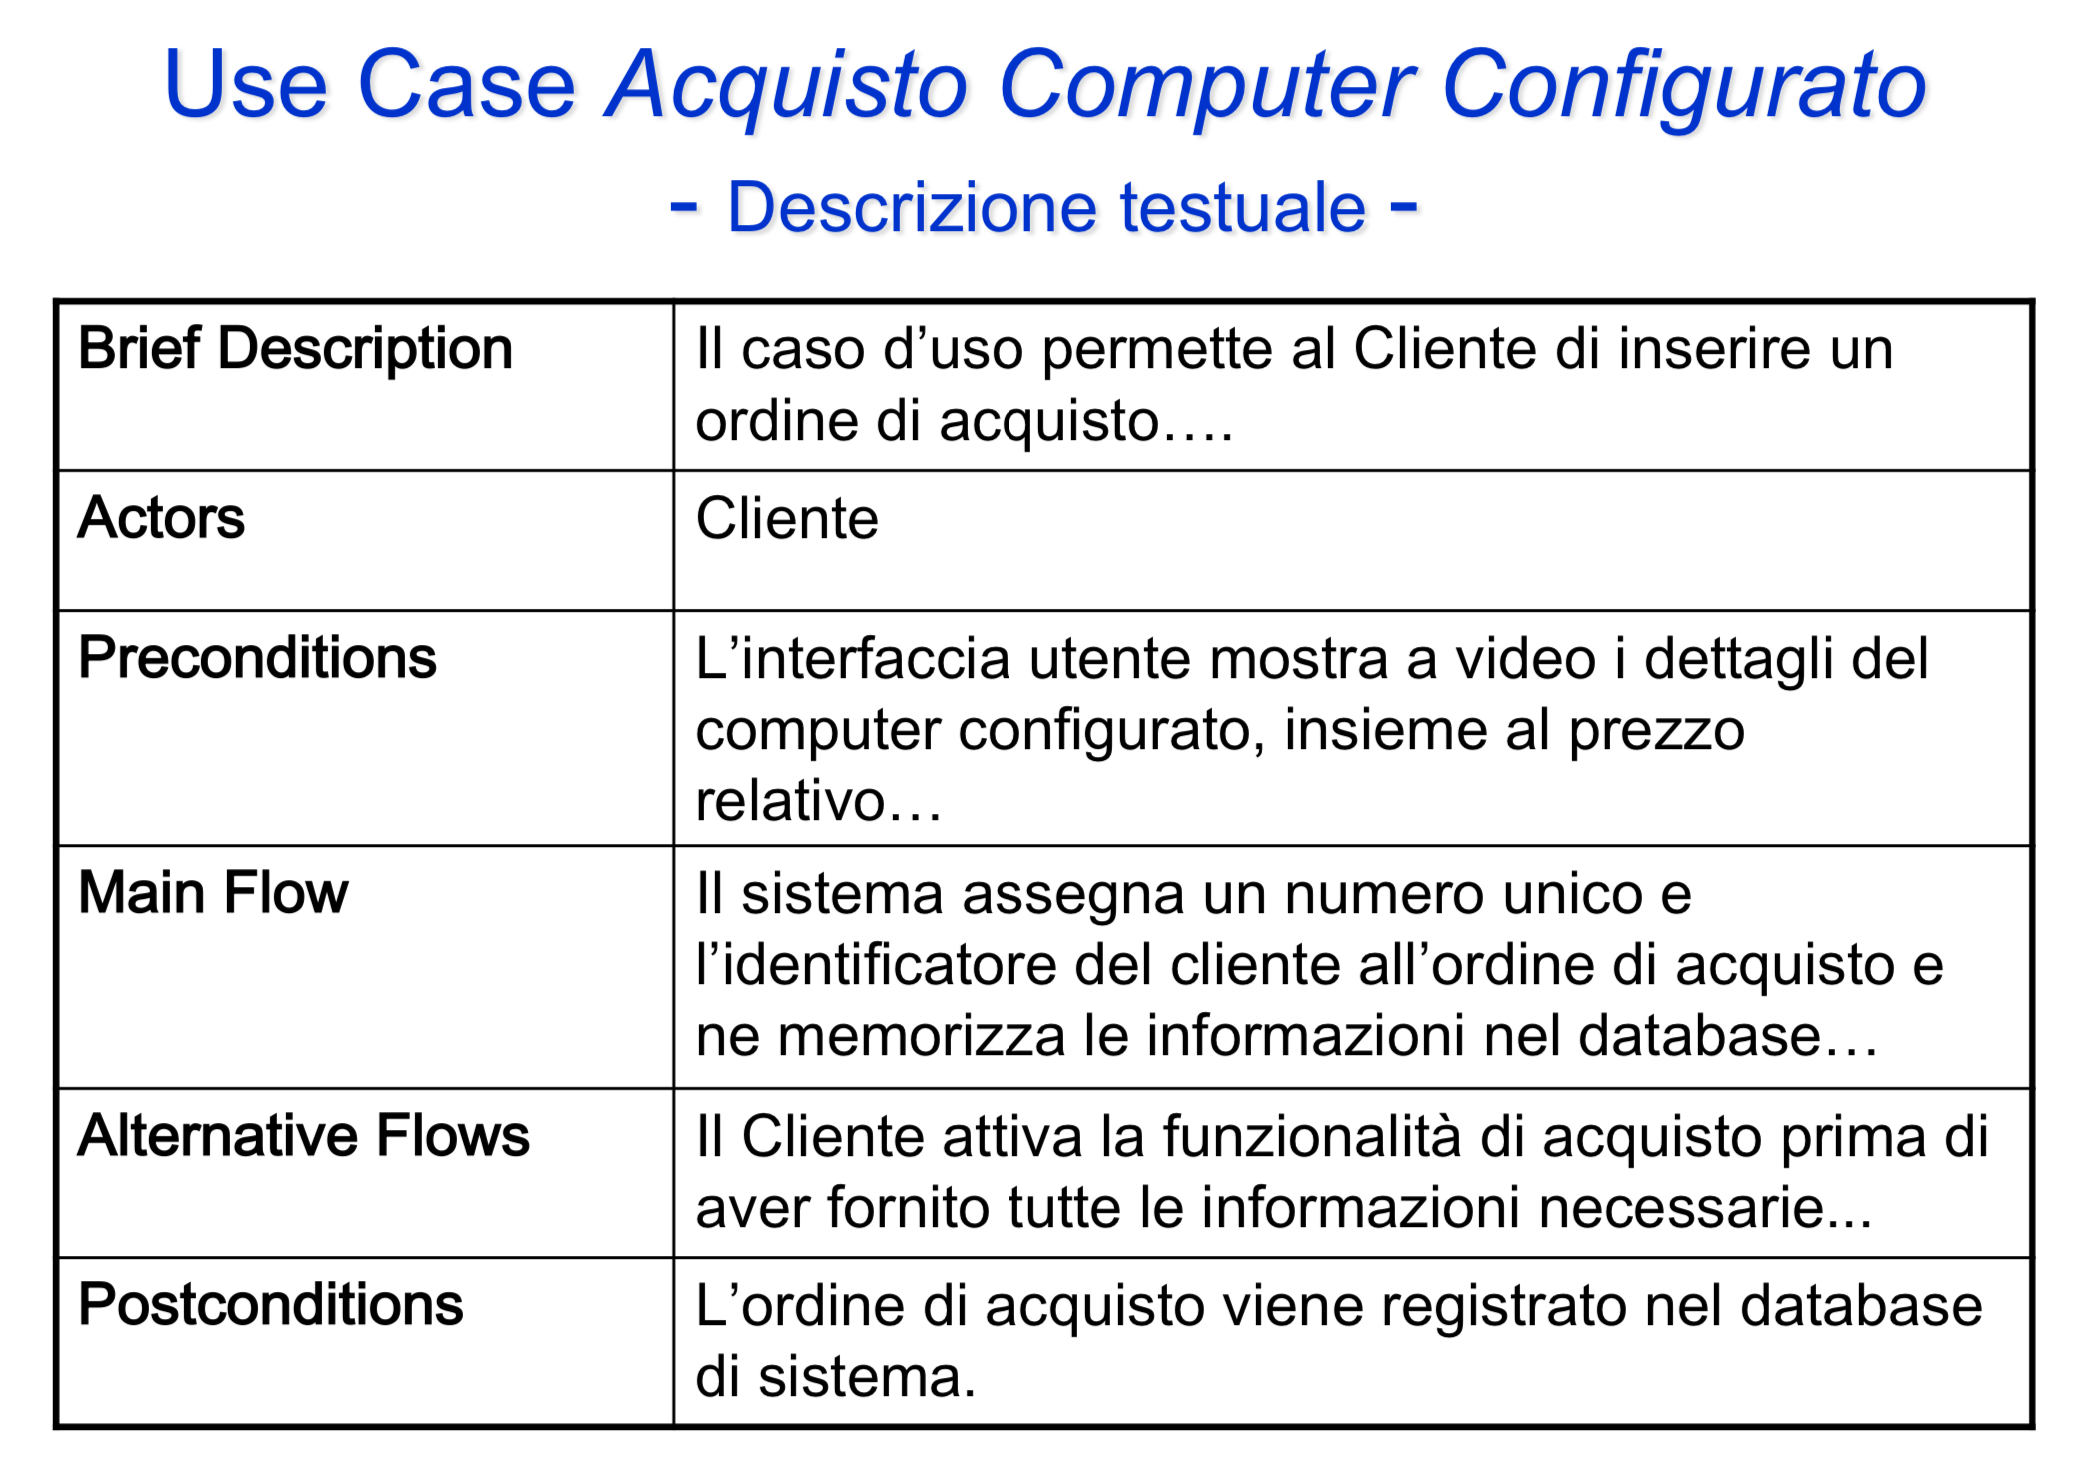 Use Case Acquisto Computer Configurato
- Descrizione testuale -
Brief Description
Il caso d’uso permette al Cliente di inserire un
ordine di acquisto….
Actors
Cliente
Preconditions
L’interfaccia utente mostra a video i dettagli del
computer configurato, insieme al prezzo
relativo…
Main Flow
Il sistema assegna un numero unico e
l’identificatore del cliente all’ordine di acquisto e
ne memorizza le informazioni nel database…
Alternative Flows
Il Cliente attiva la funzionalità di acquisto prima di
aver fornito tutte le informazioni necessarie...
Postconditions
L’ordine di acquisto viene registrato nel database
di sistema.